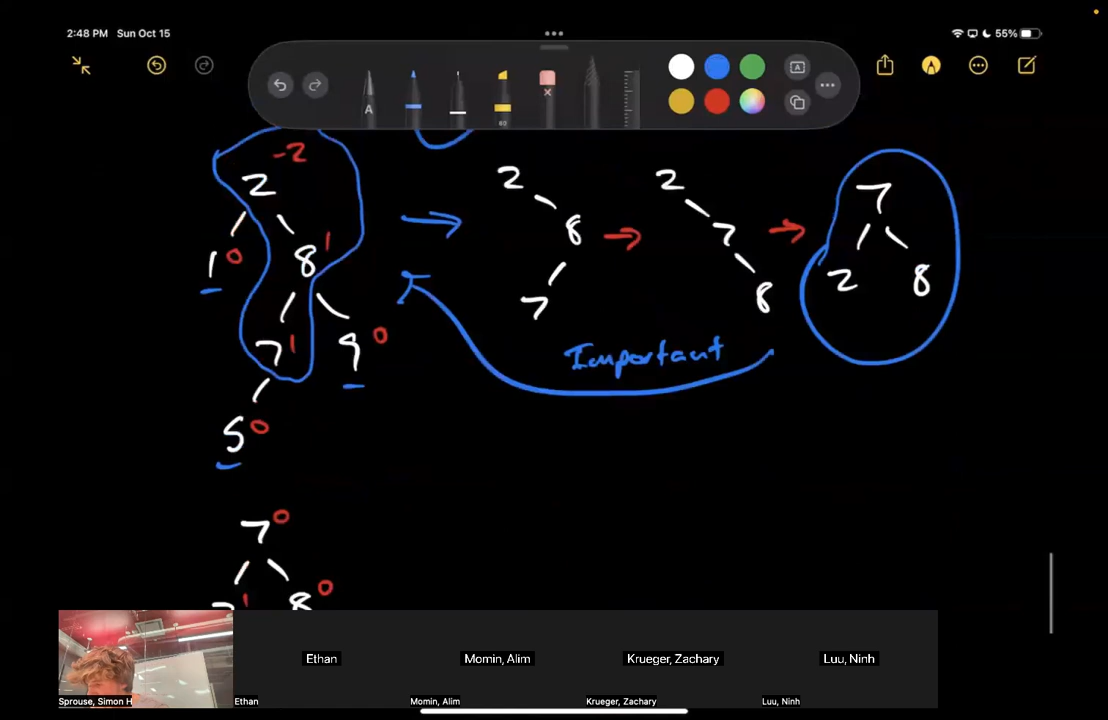 2:48 PM Sun Oct 15
55%
A
80
A
2 -2
1 0
8 1
7 1
9 0
5 0
2
8
7
2
7
8
7
2 8
Important
7 0
1
8 0
Ethan
Momin, Alim
Krueger, Zachary
Luu, Ninh
Sprouse, Simon H
Ethan
Momin, Alim
Krueger, Zachary
Luu, Ninh